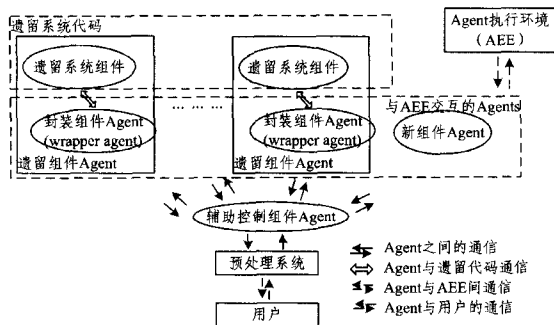 遗留系统代码
Agent执行环境
(AEE)
遗留系统组件
遗留系统组件
… …
与AEE交互的Agents
封装组件Agent
(wrapper agent)
封装组件Agent
(wrapper agent)
新组件Agent
遗留组件Agent
遗留组件Agent
辅助控制组件Agent
预处理系统
用户
Agent之间的通信
Agent与遗留代码通信
Agent与AEE间通信
Agent与用户的通信